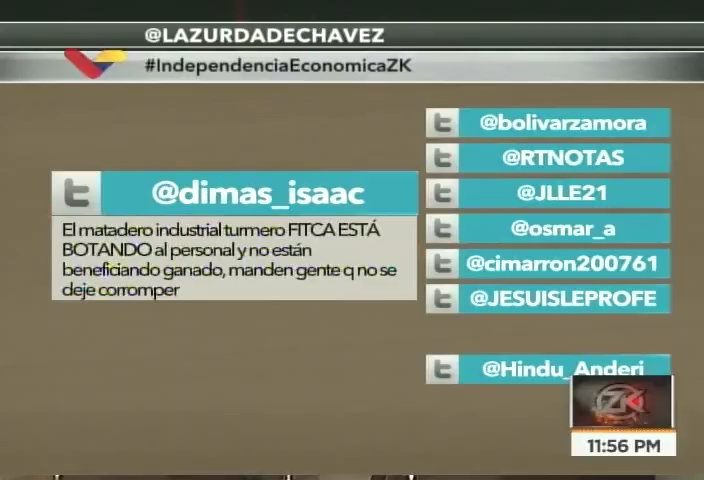 @LAZURDADECHAVEZ
#IndependenciaEconomicaZK
@dimas_isaac
El matadero industrial turmero FITCA ESTÁ
BOTANDO al personal y no están
beneficiando ganado, manden gente q no se
deje corromper
@bolivarzamora
@RTNOTAS
@JLLE21
@osmar_a
@cimarron200761
@JESUISLEPROFE
@Hindu_Anderi
ZK
11:56 PM